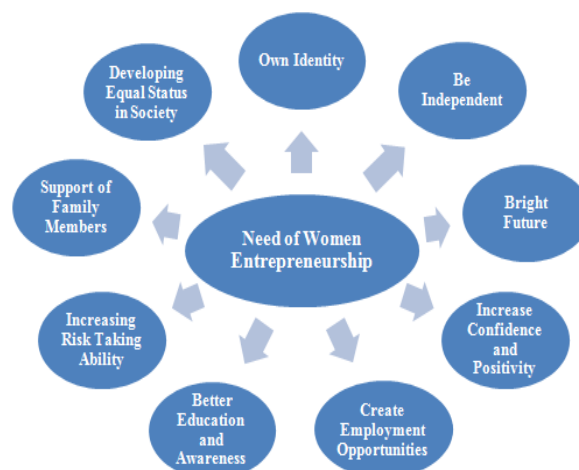 Own Identity
Be
Independent
Bright
Future
Increase
Confidence
and
Positivity
Create
Employment
Opportunities
Better
Education
and
Awareness
Increasing
Risk Taking
Ability
Support of
Family
Members
Developing
Equal Status
in Society
Need of Women
Entrepreneurship